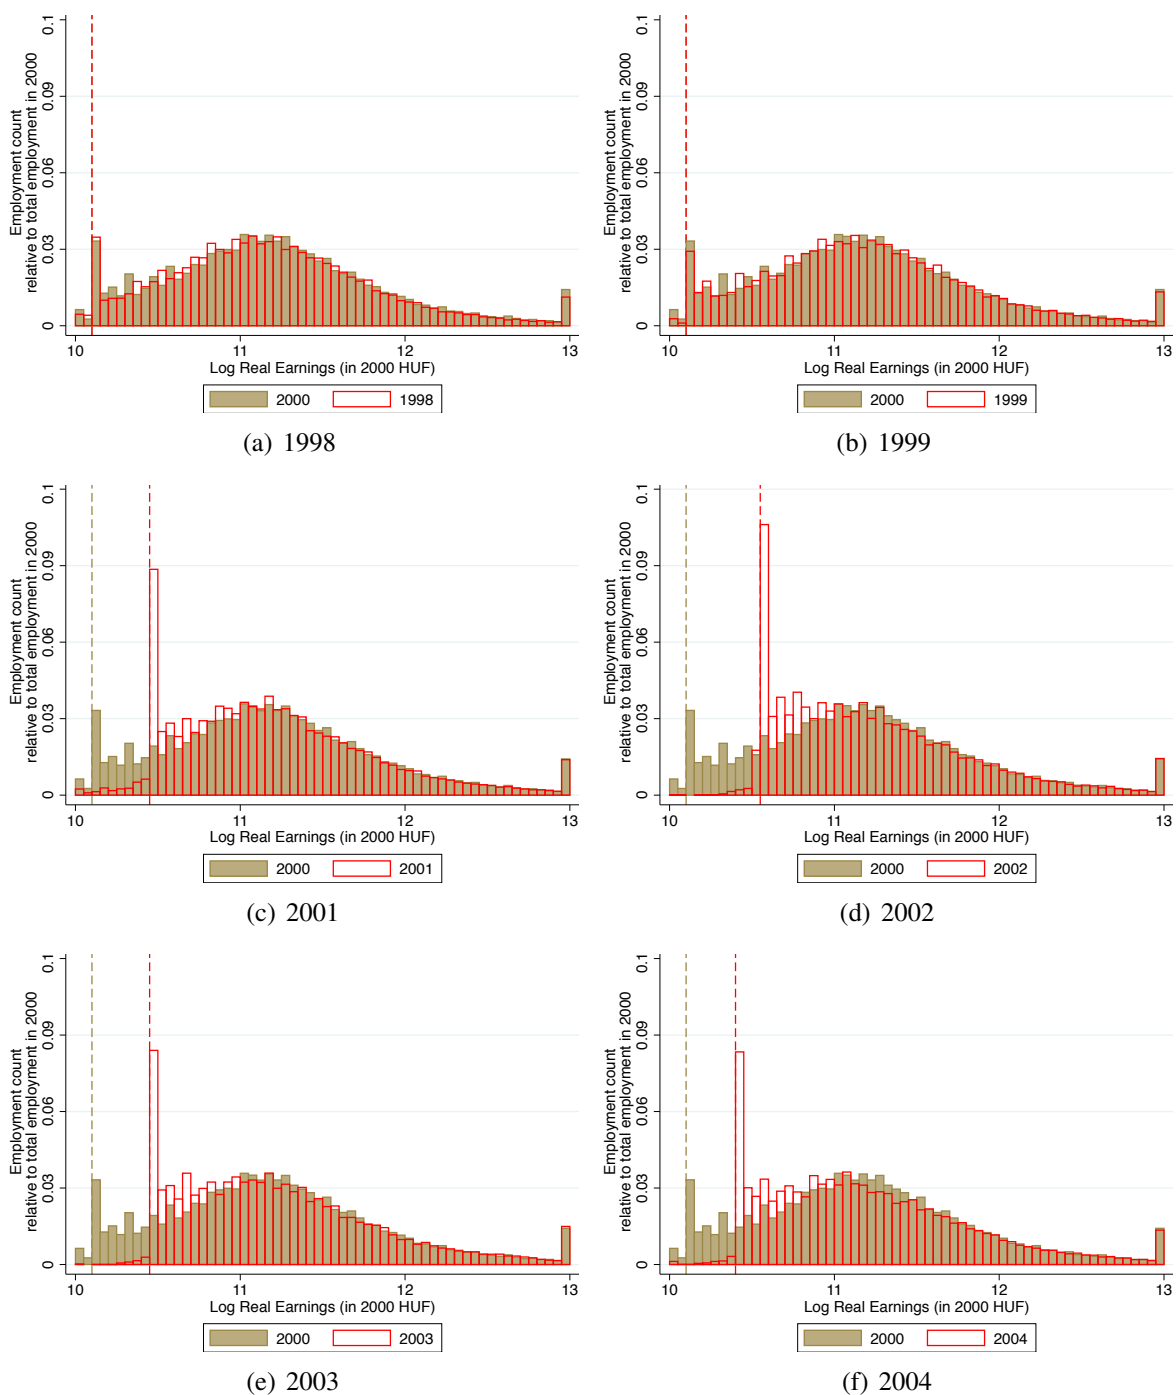 Employment count
relative to total employment in 2000
0 0.03 0.06 0.09 0.1
10 11 12 13
Log Real Earnings (in 2000 HUF)
2000 1998
(a) 1998
Employment count
relative to total employment in 2000
0 0.03 0.06 0.09 0.1
10 11 12 13
Log Real Earnings (in 2000 HUF)
2000 1999
(b) 1999
Employment count
relative to total employment in 2000
0 0.03 0.06 0.09 0.1
10 11 12 13
Log Real Earnings (in 2000 HUF)
2000 2001
(c) 2001
Employment count
relative to total employment in 2000
0 0.03 0.06 0.09 0.1
10 11 12 13
Log Real Earnings (in 2000 HUF)
2000 2002
(d) 2002
Employment count
relative to total employment in 2000
0 0.03 0.06 0.09 0.1
10 11 12 13
Log Real Earnings (in 2000 HUF)
2000 2003
(e) 2003
Employment count
relative to total employment in 2000
0 0.03 0.06 0.09 0.1
10 11 12 13
Log Real Earnings (in 2000 HUF)
2000 2004
(f) 2004